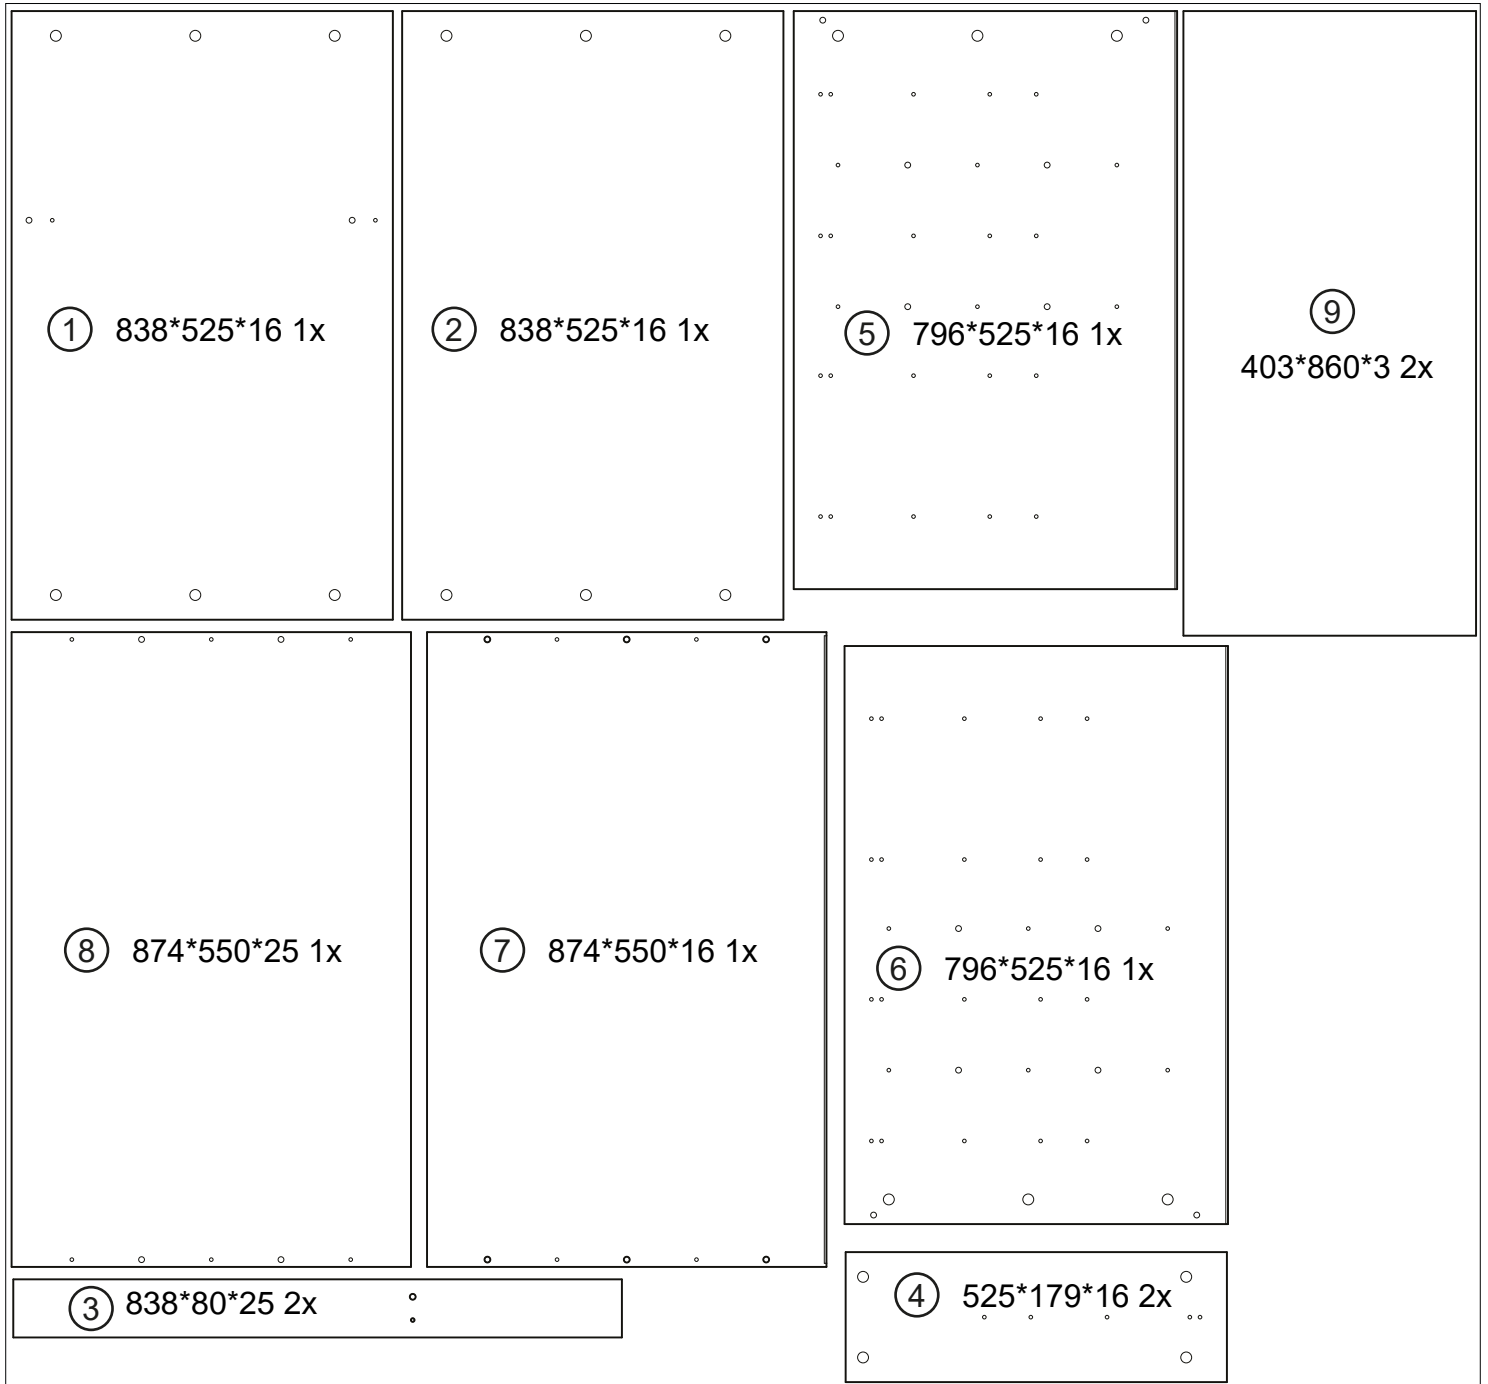 1 838*525*16 1x
2 838*525*16 1x
5 796*525*16 1x
9
403*860*3 2x
8 874*550*25 1x
7 874*550*16 1x
6 796*525*16 1x
3 838*80*25 2x
4 525*179*16 2x